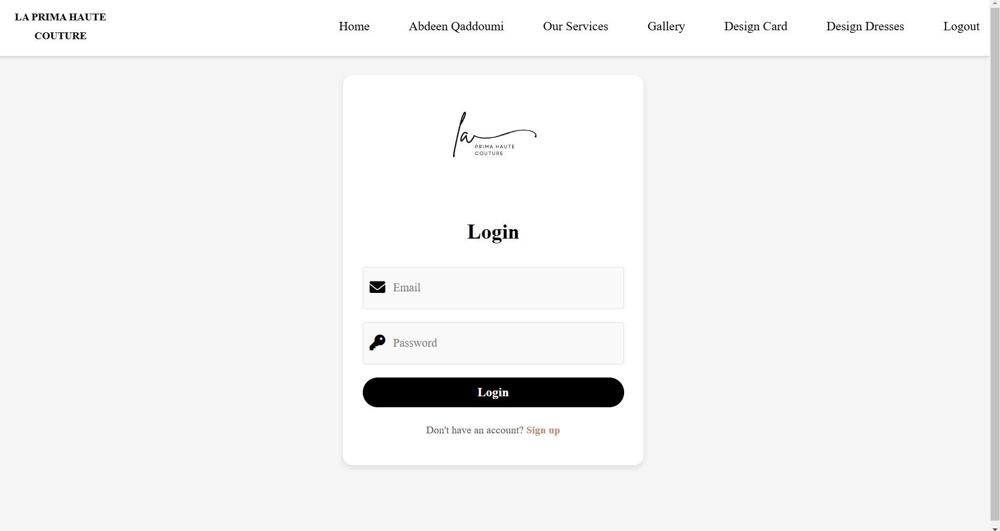 LA PRIMA HAUTE
COUTURE
Home Abdeen Qaddoumi Our Services Gallery Design Card Design Dresses Logout
la
PRIMA HAUTE
COUTURE
Login
Email
Password
Login
Don't have an account? Sign up